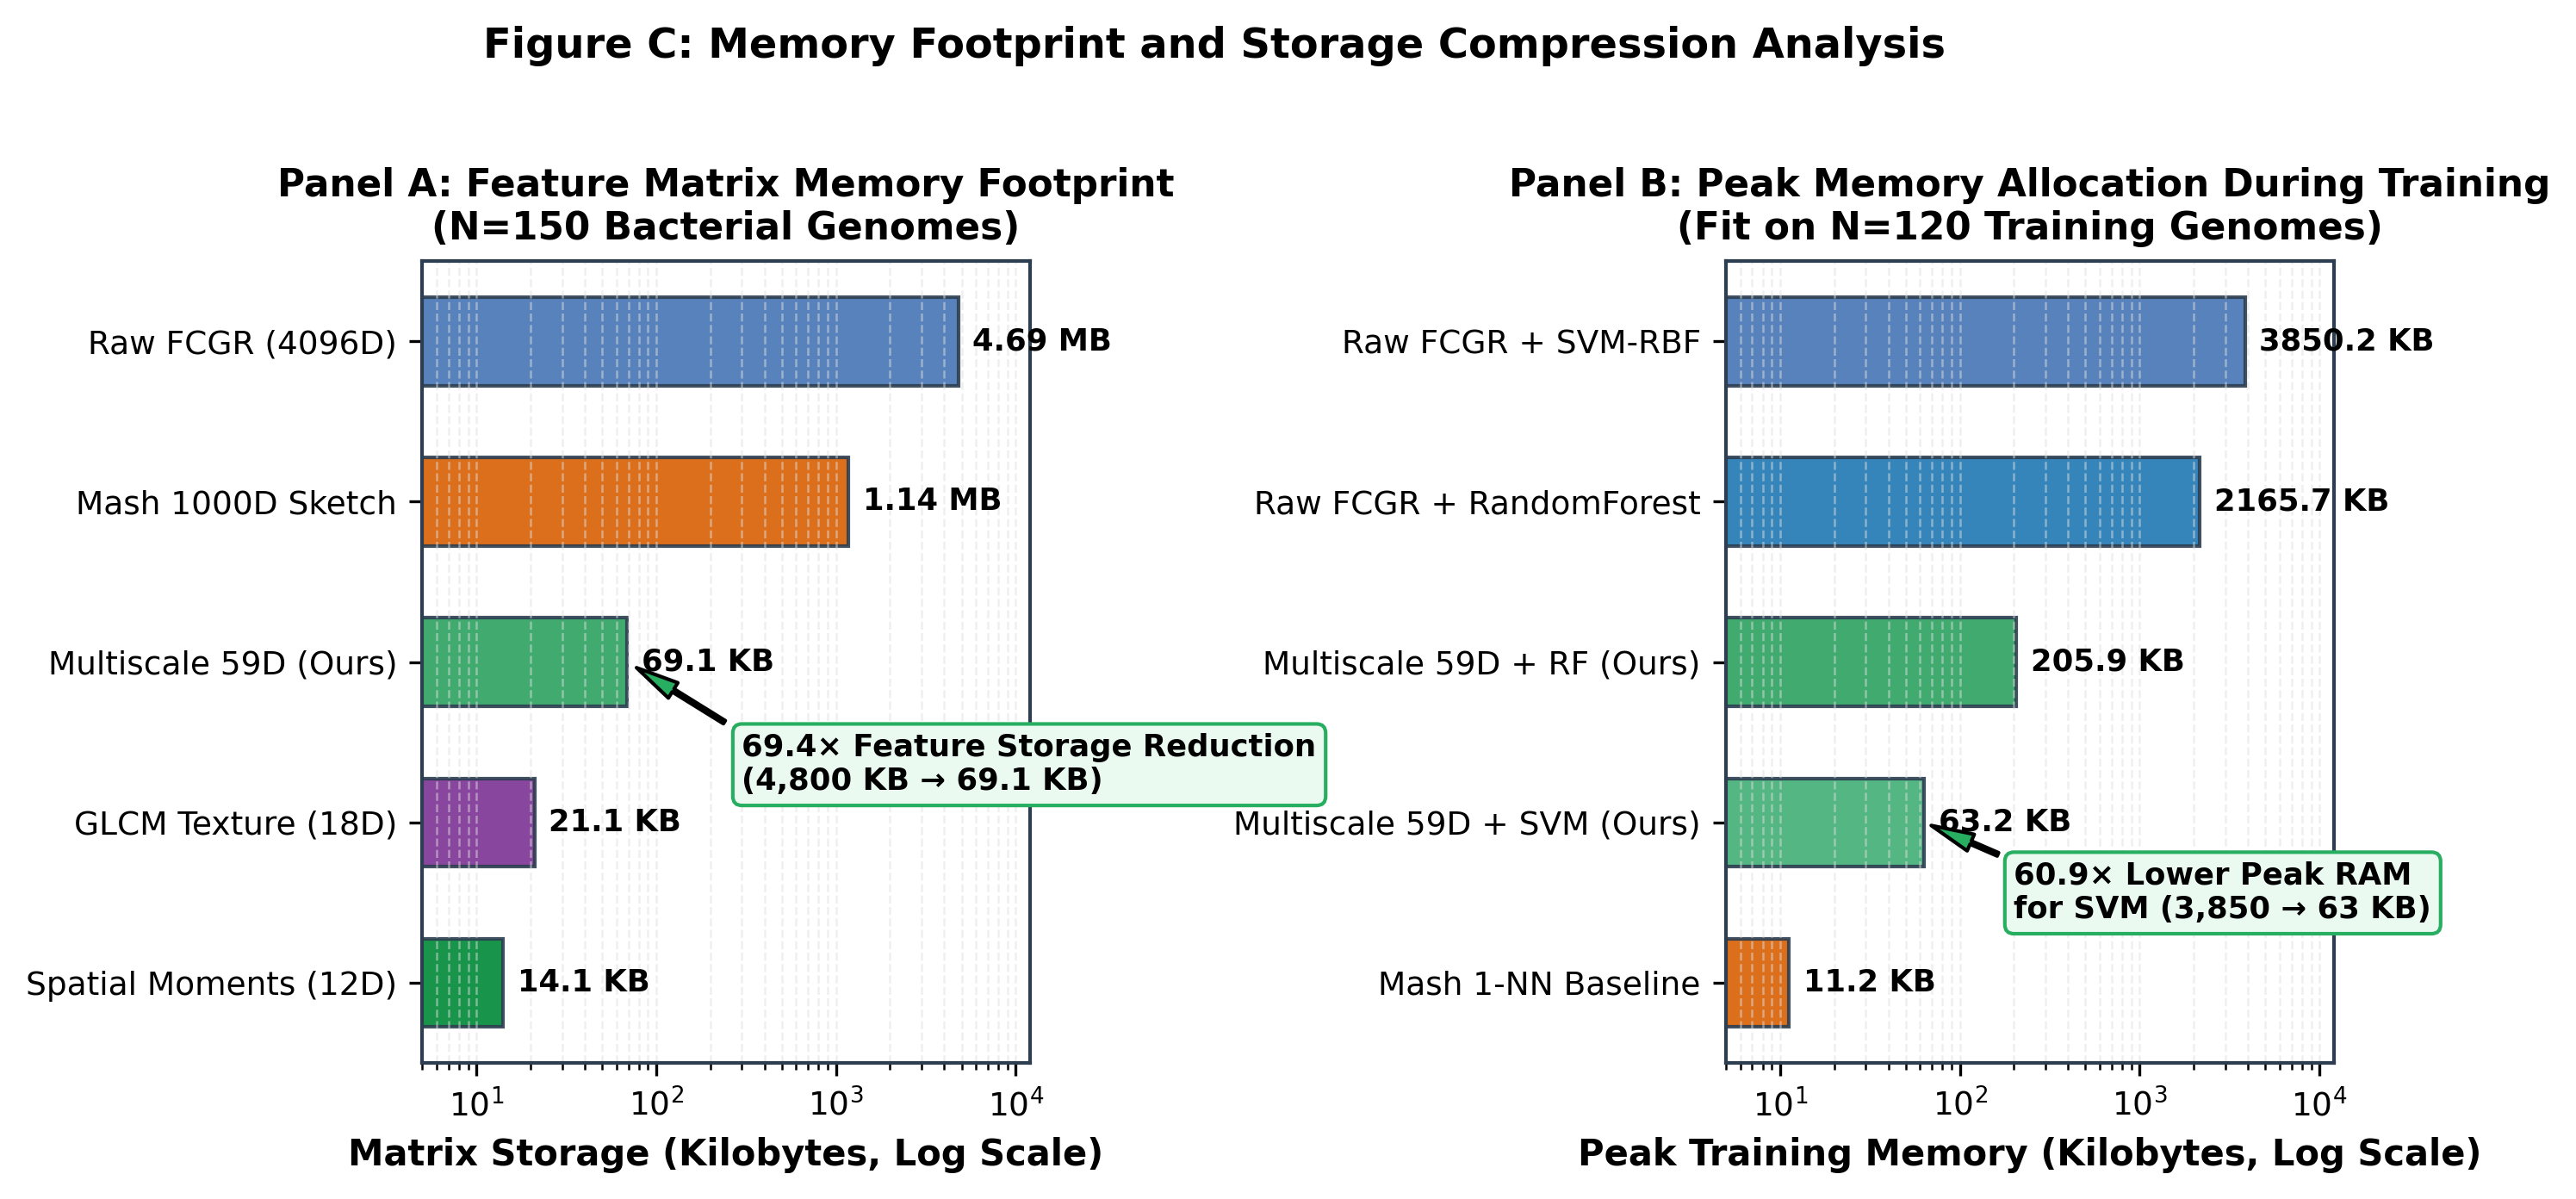 Figure C: Memory Footprint and Storage Compression Analysis
Panel A: Feature Matrix Memory Footprint
(N=150 Bacterial Genomes)
Raw FCGR (4096D)
4.69 MB
Mash 1000D Sketch
1.14 MB
Multiscale 59D (Ours)
69.1 KB
69.4× Feature Storage Reduction
(4,800 KB → 69.1 KB)
GLCM Texture (18D)
21.1 KB
Spatial Moments (12D)
14.1 KB
10¹ 10² 10³ 10⁴
Matrix Storage (Kilobytes, Log Scale)
Panel B: Peak Memory Allocation During Training
(Fit on N=120 Training Genomes)
Raw FCGR + SVM-RBF
3850.2 KB
Raw FCGR + RandomForest
2165.7 KB
Multiscale 59D + RF (Ours)
205.9 KB
Multiscale 59D + SVM (Ours)
63.2 KB
60.9× Lower Peak RAM
for SVM (3,850 → 63 KB)
Mash 1-NN Baseline
11.2 KB
10¹ 10² 10³ 10⁴
Peak Training Memory (Kilobytes, Log Scale)